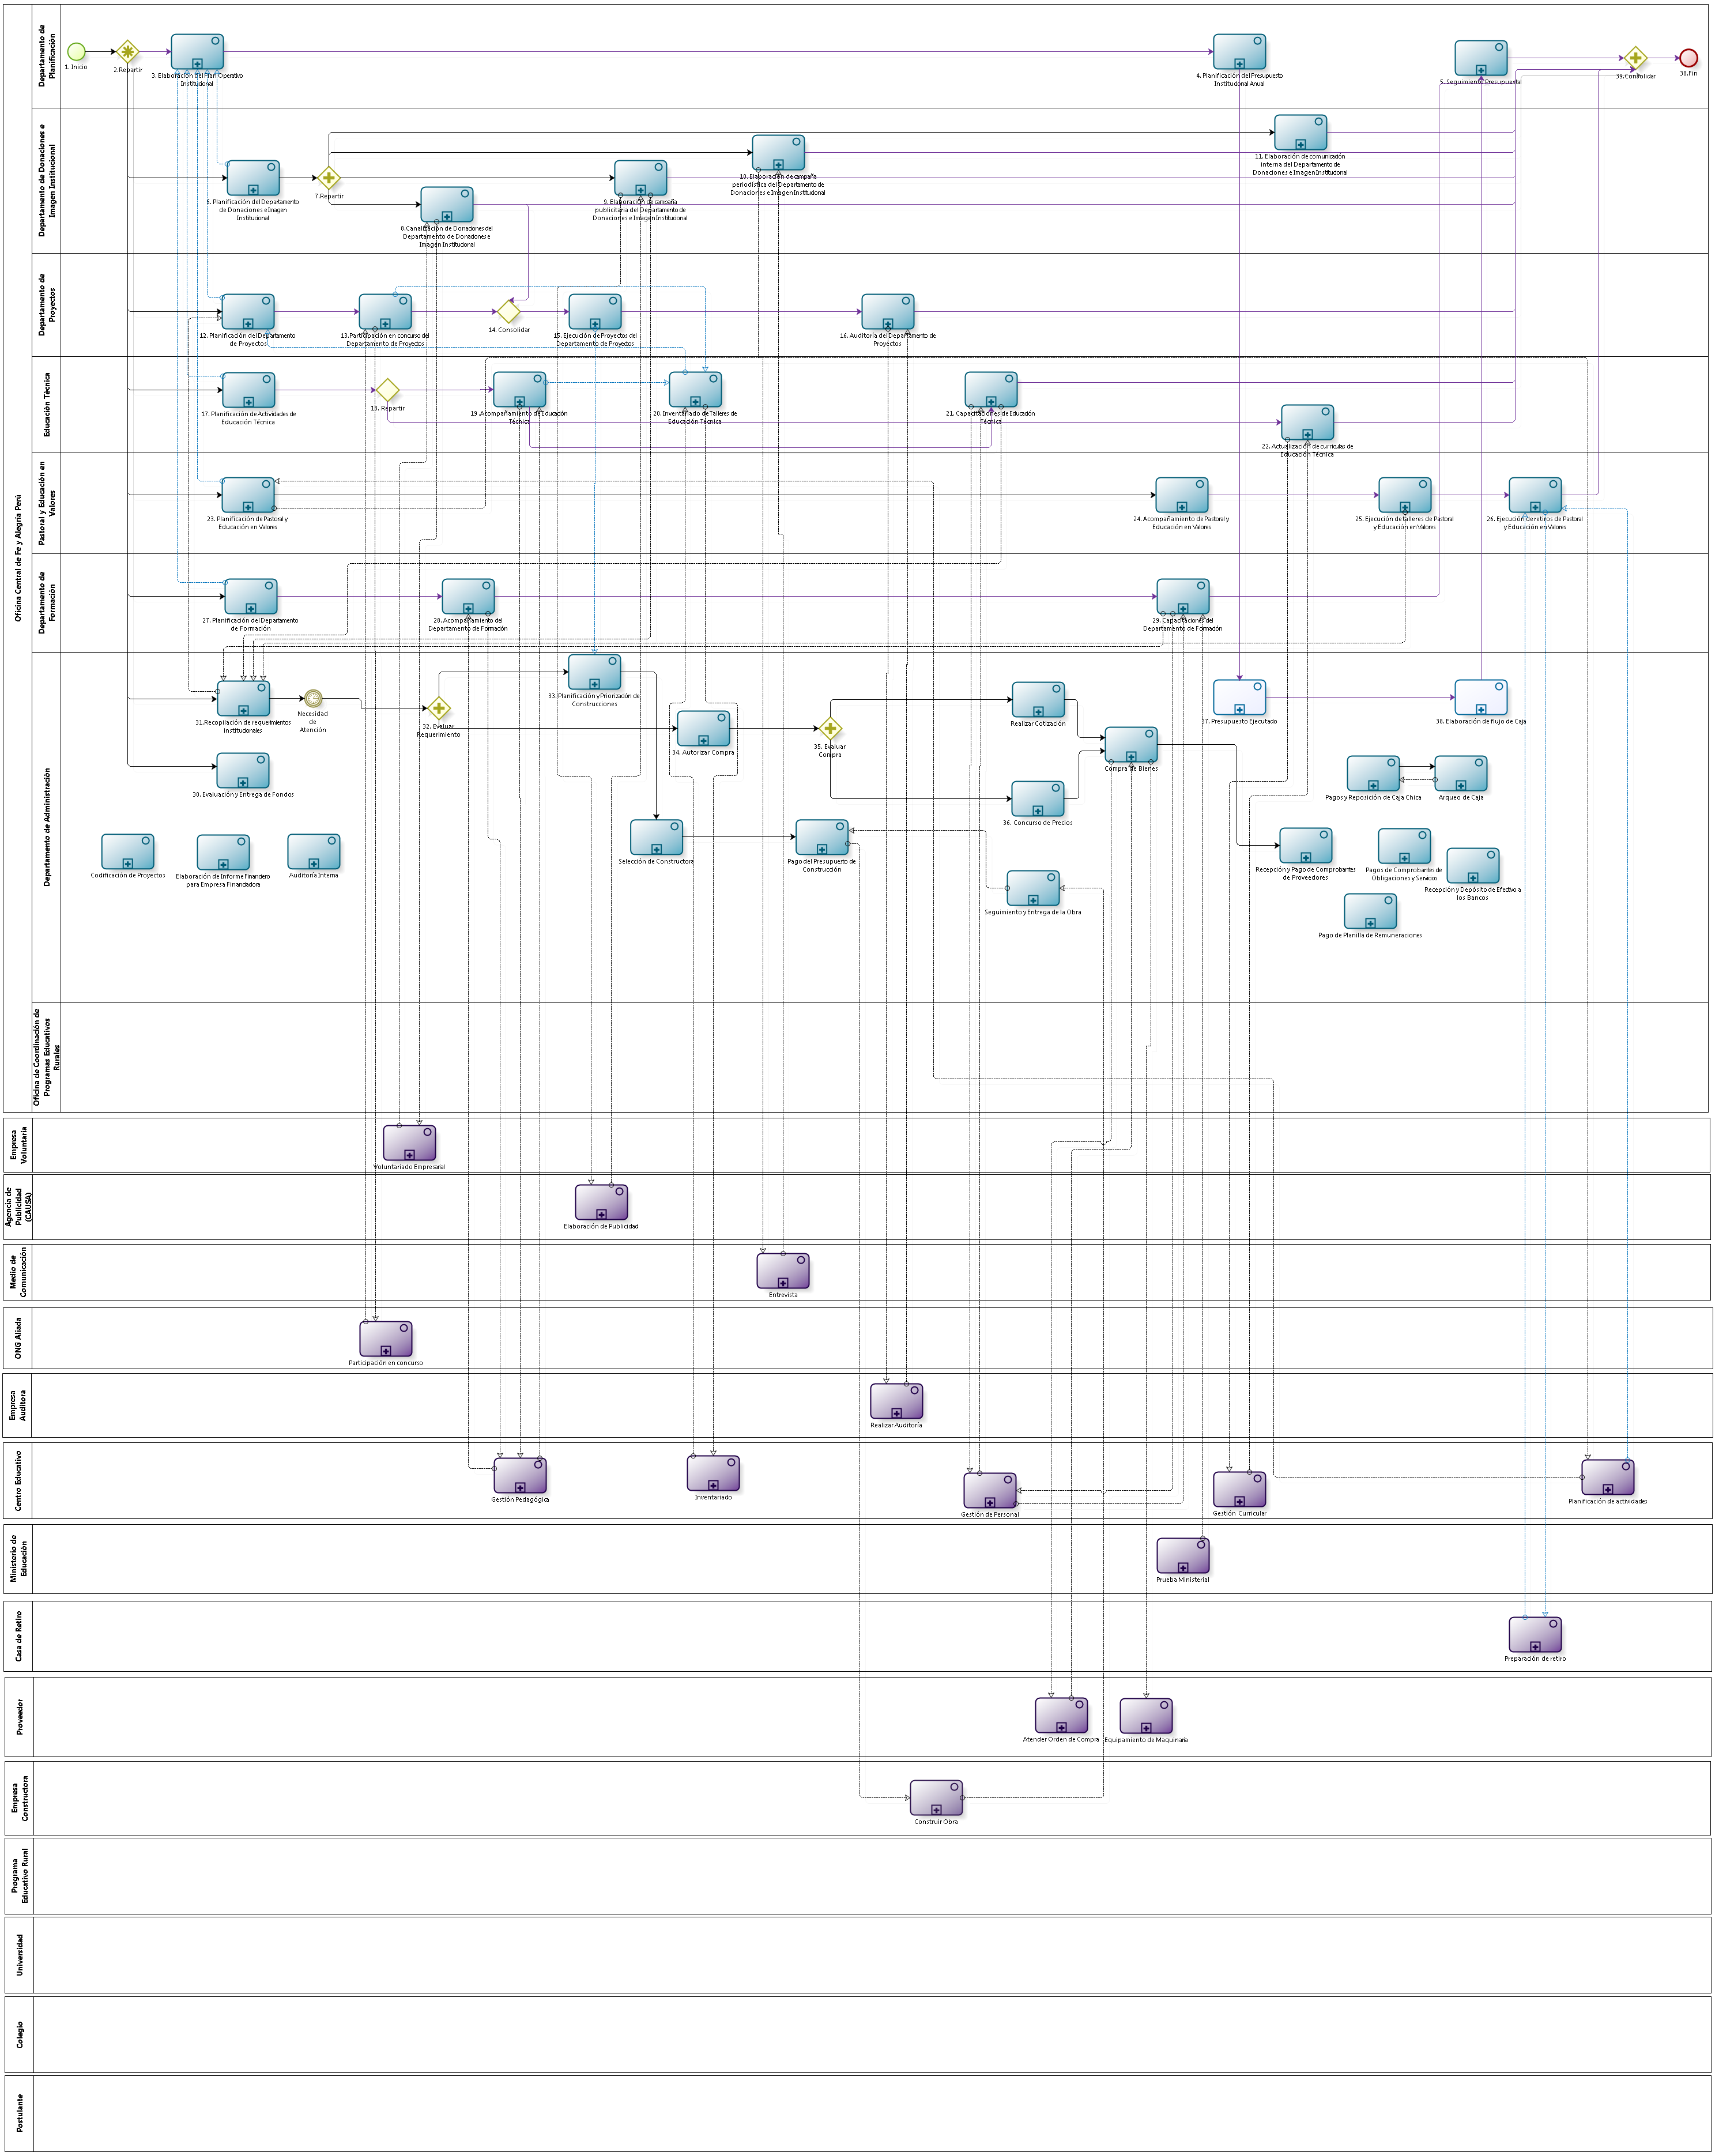 Oficina Central de Fe y Alegría Perú
Departamento de
Planificación
1. Inicio
2.Repartir
3. Elaboración del Plan Operativo
Institucional
4. Planificación del Presupuesto
Institucional Anual
5. Seguimiento Presupuestal
39.Consolidar
38.Fin
Departamento de Donaciones e
Imagen Institucional
6. Planificación del Departamento
de Donaciones e Imagen
Institucional
7.Repartir
8.Canalización de Donaciones del
Departamento de Donaciones e
Imagen Institucional
9. Elaboración de campaña
publicitaria del Departamento de
Donaciones e Imagen Institucional
10. Elaboración de campaña
periodística del Departamento de
Donaciones e Imagen Institucional
11. Elaboración de comunicación
interna del Departamento de
Donaciones e Imagen Institucional
Departamento de
Proyectos
12. Planificación del Departamento
de Proyectos
13.Participación en concurso del
Departamento de Proyectos
14. Consolidar
15. Ejecución de Proyectos del
Departamento de Proyectos
16. Auditoría del Departamento de
Proyectos
Educación Técnica
17. Planificación de Actividades de
Educación Técnica
18. Repartir
19.Acompañamiento de Educación
Técnica
20. Inventariado de Talleres de
Educación Técnica
21. Capacitaciones de Educación
Técnica
22. Actualización de currículas de
Educación Técnica
Pastoral y Educación en
Valores
23. Planificación de Pastoral y
Educación en Valores
24. Acompañamiento de Pastoral y
Educación en Valores
25. Ejecución de talleres de Pastoral
y Educación en Valores
26. Ejecución de retiros de Pastoral
y Educación en Valores
Departamento de
Formación
27. Planificación del Departamento
de Formación
28. Acompañamiento del
Departamento de Formación
29. Capacitaciones del
Departamento de Formación
Departamento de Administración
31.Recopilación de requerimientos
institucionales
Necesidad
de
Atención
32. Evaluar
Requerimiento
33. Planificación y Priorización de
Construcciones
34. Autorizar Compra
35. Evaluar
Compra
Realizar Cotización
Compra de Bienes
37. Presupuesto Ejecutado
38. Elaboración de flujo de Caja
30. Evaluación y Entrega de Fondos
36. Concurso de Precios
Pagos y Reposición de Caja Chica
Arqueo de Caja
Codificación de Proyectos
Elaboración de Informe Financiero
para Empresa Financiadora
Auditoría Interna
Selección de Constructora
Pago del Presupuesto de
Construcción
Seguimiento y Entrega de la Obra
Recepción y Pago de Comprobantes
de Proveedores
Pagos de Comprobantes de
Obligaciones y Servicios
Recepción y Depósito de Efectivo a
los Bancos
Pago de Planilla de Remuneraciones
Oficina de Coordinación de
Programas Educativos
Rurales
Empresa
Voluntaria
Voluntariado Empresarial
Agencia de
Publicidad
(CAUSA)
Elaboración de Publicidad
Medio de
Comunicación
Entrevista
ONG Aliada
Participación en concurso
Empresa
Auditora
Realizar Auditoría
Centro Educativo
Gestión Pedagógica
Inventariado
Gestión de Personal
Gestión Curricular
Planificación de actividades
Ministerio de
Educación
Prueba Ministerial
Casa de Retiro
Preparación de retiro
Proveedor
Atender Orden de Compra
Equipamiento de Maquinaria
Empresa
Constructora
Construir Obra
Programa
Educativo Rural
Universidad
Colegio
Postulante